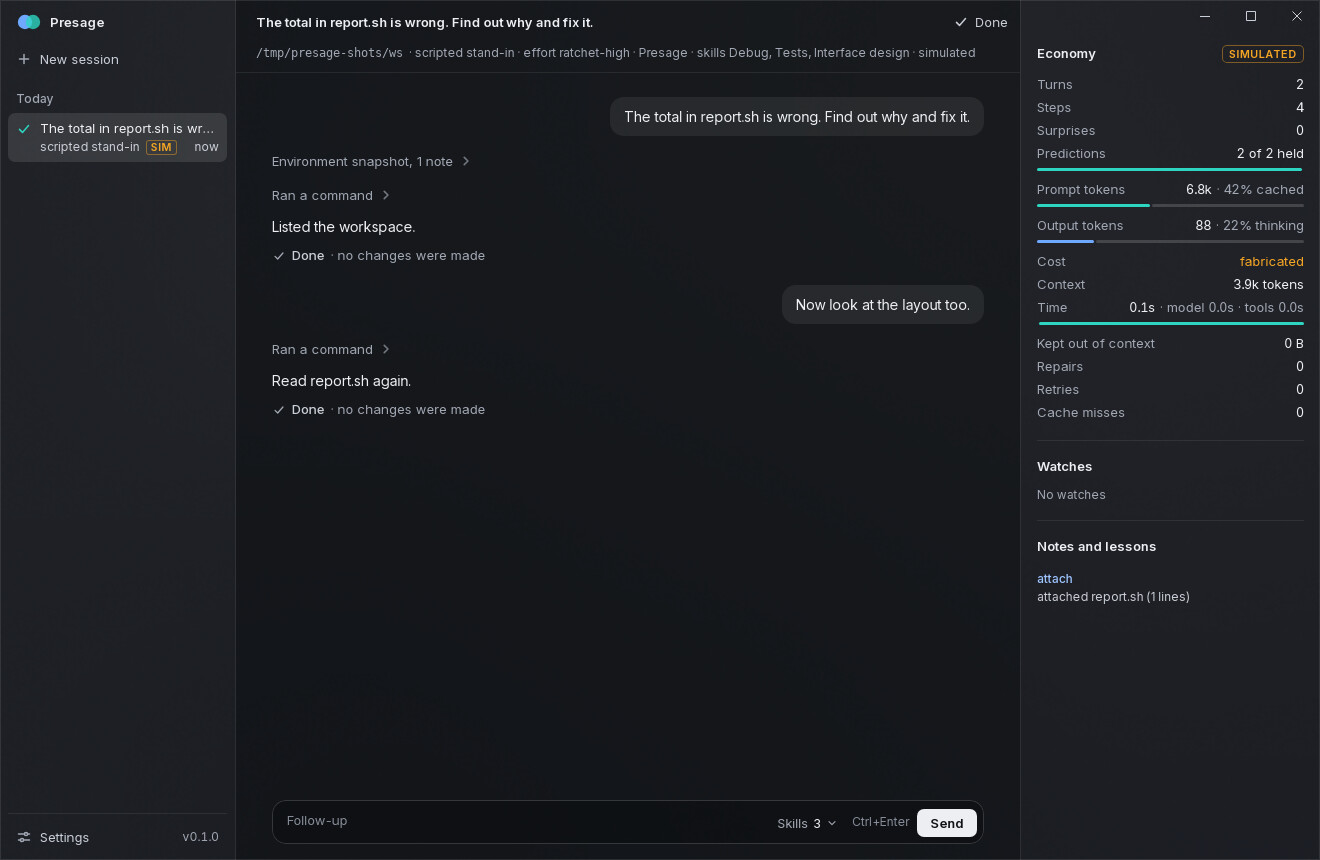 Presage
New session
Today
The total in report.sh is wr...
scripted stand-in SIM now
Settings v0.1.0
The total in report.sh is wrong. Find out why and fix it.
Done
/tmp/presage-shots/ws · scripted stand-in · effort ratchet-high · Presage · skills Debug, Tests, Interface design · simulated
The total in report.sh is wrong. Find out why and fix it.
Environment snapshot, 1 note
Ran a command
Listed the workspace.
Done · no changes were made
Now look at the layout too.
Ran a command
Read report.sh again.
Done · no changes were made
Follow-up
Skills 3 Ctrl+Enter Send
Economy SIMULATED
Turns 2
Steps 4
Surprises 0
Predictions 2 of 2 held
Prompt tokens 6.8k · 42% cached
Output tokens 88 · 22% thinking
Cost fabricated
Context 3.9k tokens
Time 0.1s · model 0.0s · tools 0.0s
Kept out of context 0 B
Repairs 0
Retries 0
Cache misses 0
Watches
No watches
Notes and lessons
attach
attached report.sh (1 lines)